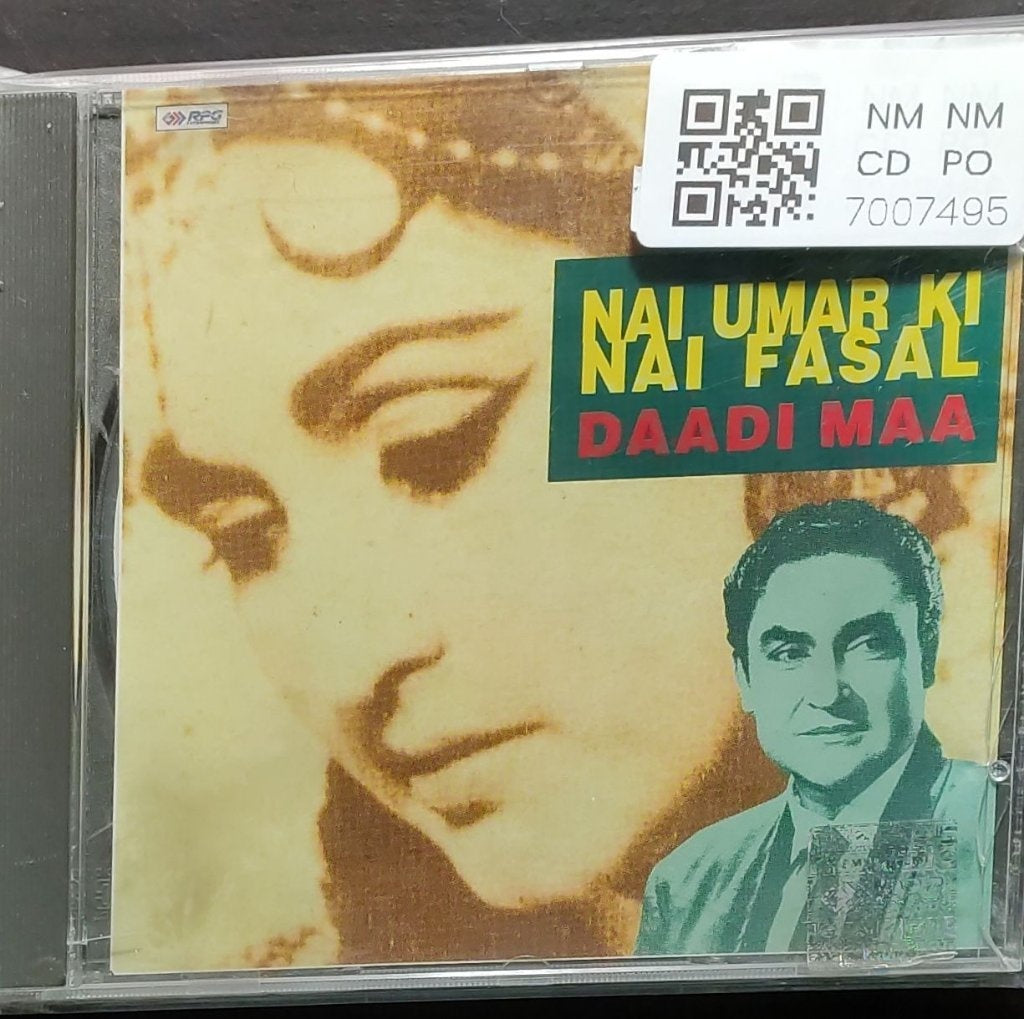 RPG
NM NM
CD PO
7007495
NAI UMAR KI
NAI FASAL
DAADI MAA